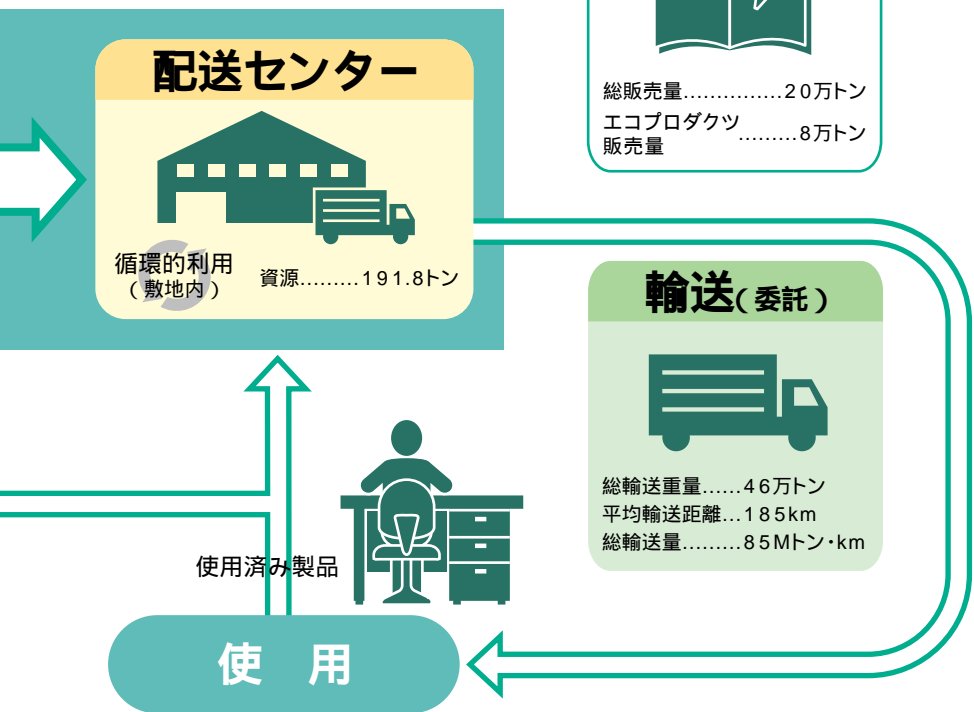 総販売量...............20万トン
エコプロダクツ
販売量.........8万トン
配送センター
循環的利用
（敷地内）
資源.........191.8トン
輸送（委託）
総輸送重量......46万トン
平均輸送距離...185km
総輸送量.........85Mトン・km
使用済み製品
使 用